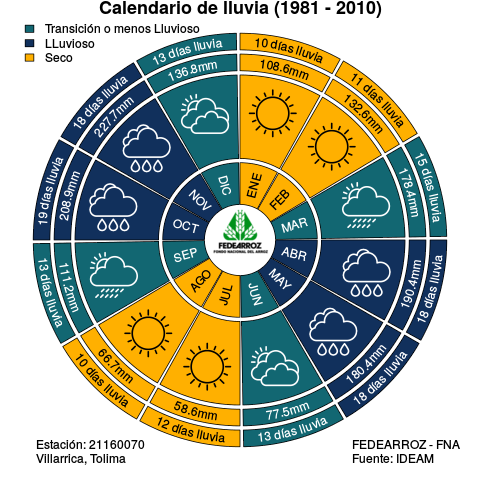 Calendario de lluvia (1981 - 2010)
Transición o menos Lluvioso
LLuvioso
Seco
10 días lluvia
108.6mm
ENE
11 días lluvia
132.6mm
FEB
15 días lluvia
178.4mm
MAR
18 días lluvia
190.4mm
ABR
18 días lluvia
180.4mm
MAY
13 días lluvia
77.5mm
JUN
12 días lluvia
58.6mm
JUL
10 días lluvia
66.7mm
AGO
13 días lluvia
111.2mm
SEP
19 días lluvia
208.9mm
OCT
18 días lluvia
227.7mm
NOV
13 días lluvia
136.8mm
DIC
FEDEARROZ
FONDO NACIONAL DEL ARROZ
Estación: 21160070
Villarrica, Tolima
FEDEARROZ - FNA
Fuente: IDEAM